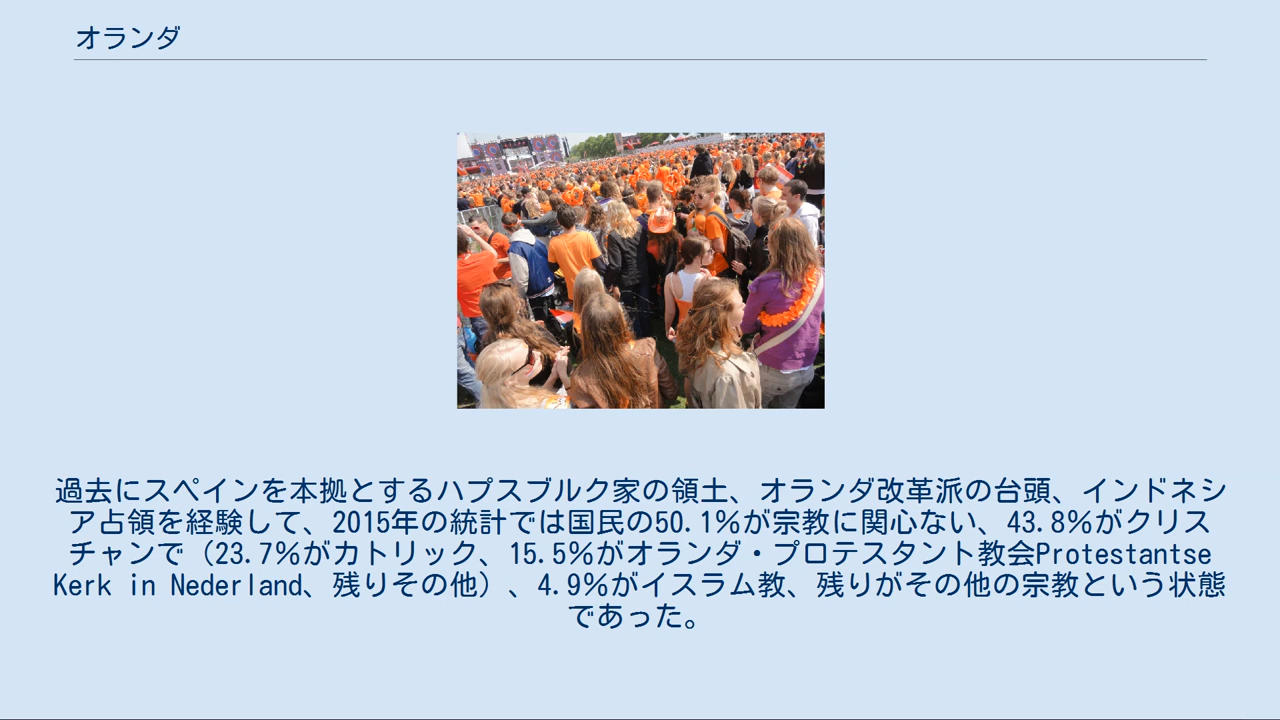 オランダ
過去にスペインを本拠とするハプスブルク家の領土、オランダ改革派の台頭、インドネシ
ア占領を経験して、2015年の統計では国民の50.1％が宗教に関心ない、43.8％がクリス
チャンで（23.7％がカトリック、15.5％がオランダ・プロテスタント教会Protestantse
Kerk in Nederland、残りその他）、4.9％がイスラム教、残りがその他の宗教という状態
であった。